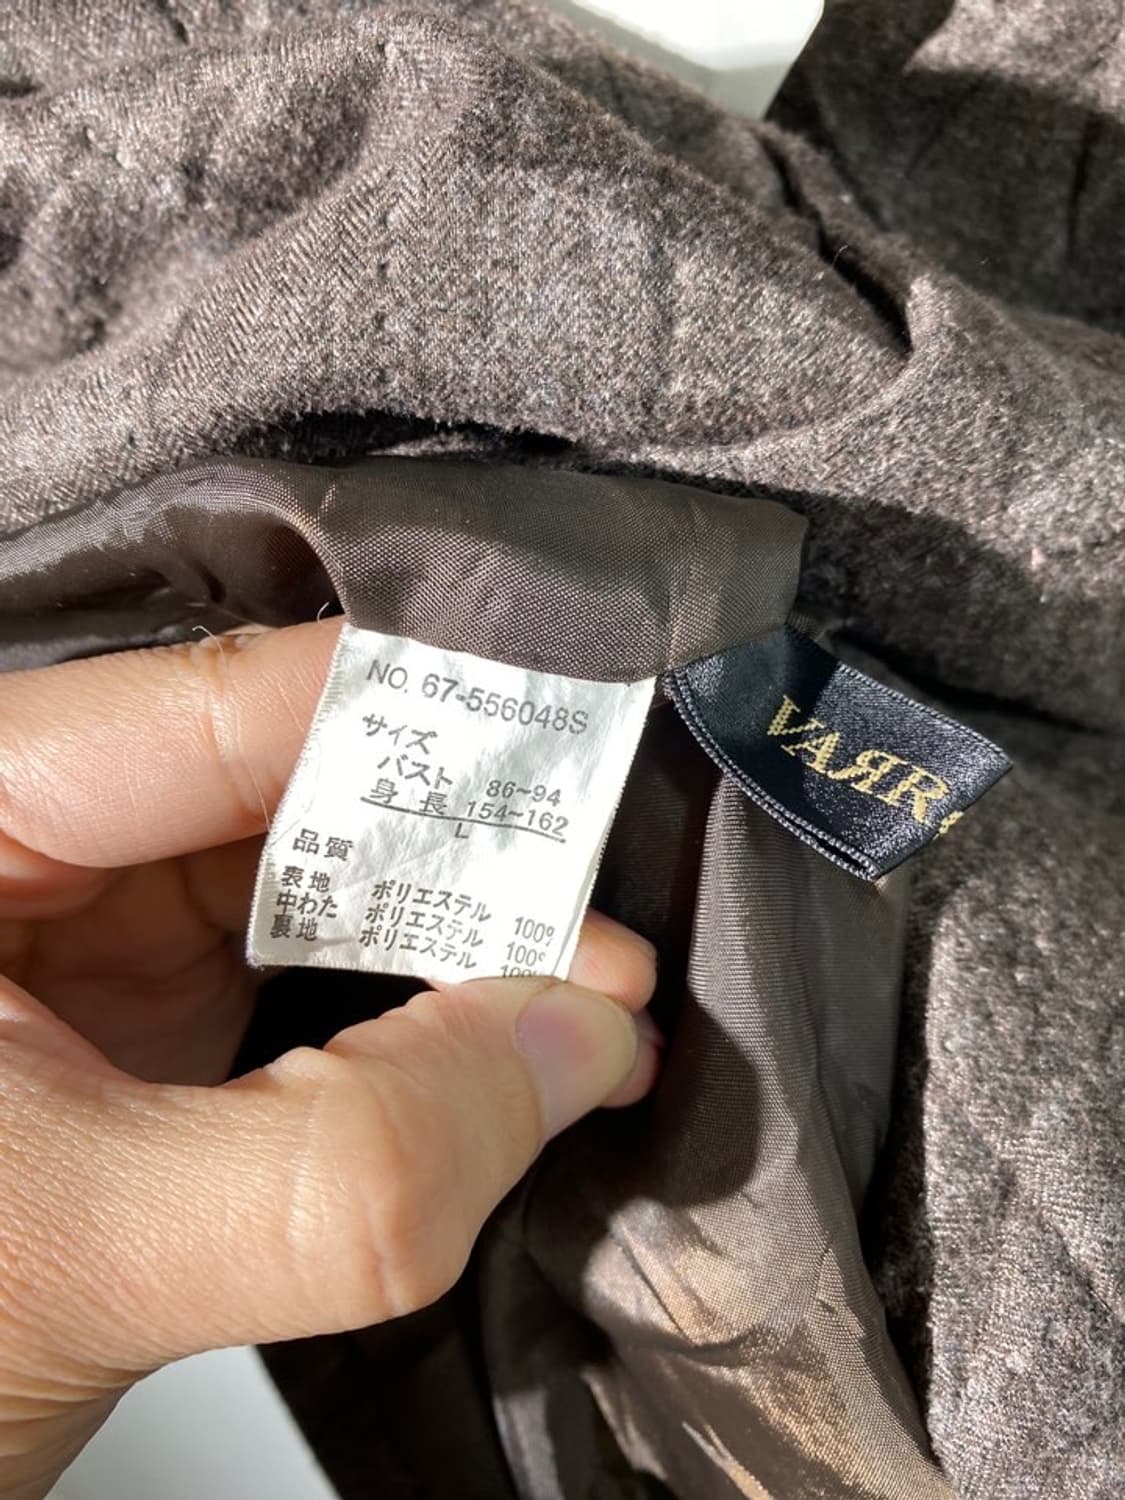 NO. 67-556048S
サイズ
バスト 86~94
身長 154~162
L
品質
表地 ポリエステル 100%
中わた ポリエステル 100%
裏地 ポリエステル 100%
VAЯR